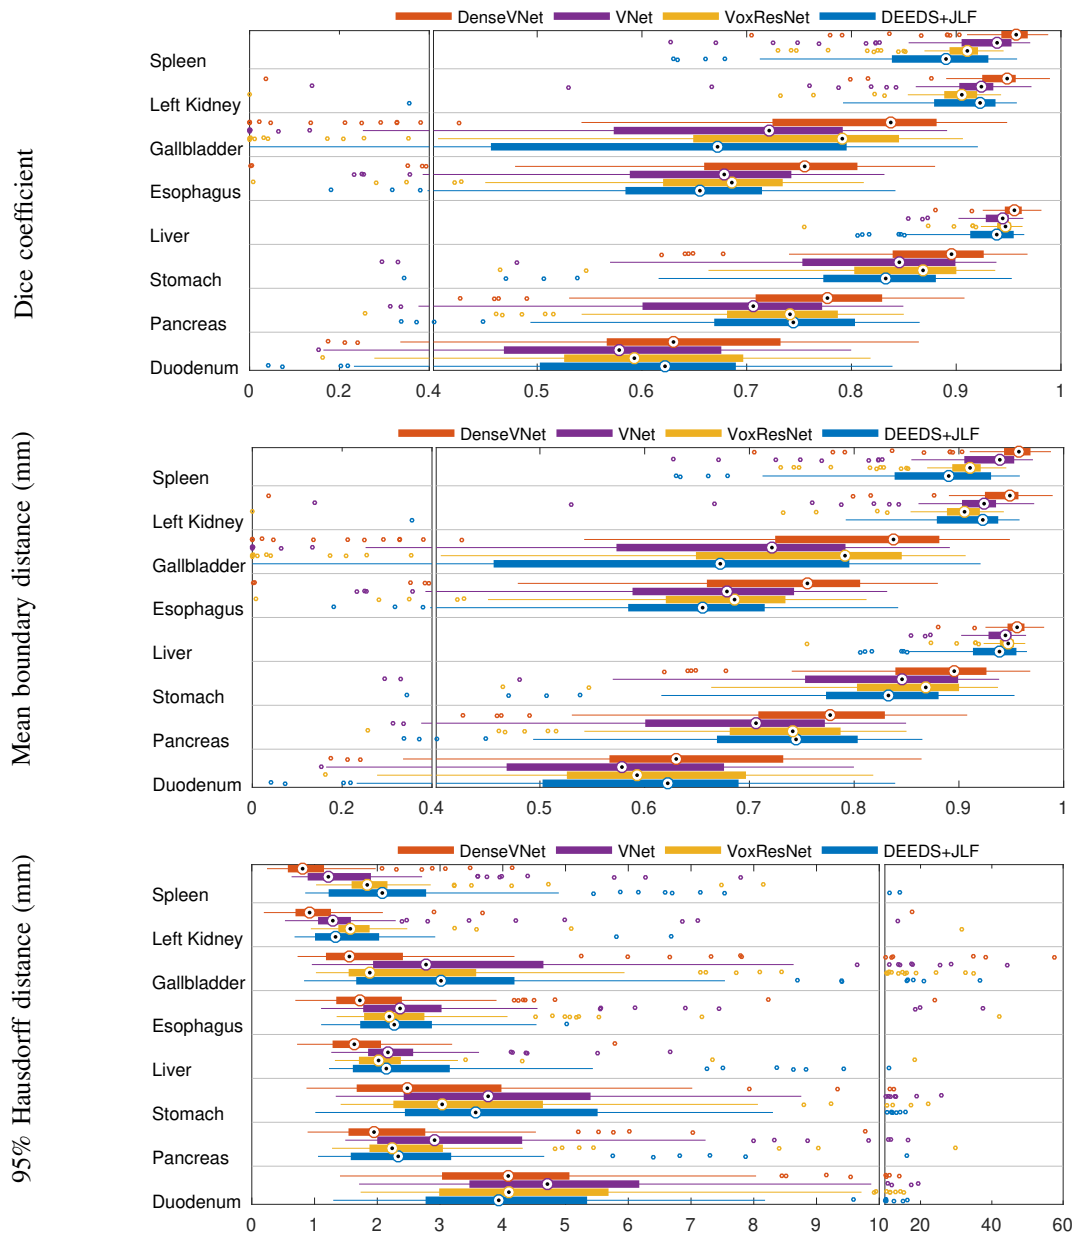 DenseVNet VNet VoxResNet DEEDS+JLF
Dice coefficient
Spleen
Left Kidney
Gallbladder
Esophagus
Liver
Stomach
Pancreas
Duodenum
0 0.2 0.4 0.5 0.6 0.7 0.8 0.9 1
DenseVNet VNet VoxResNet DEEDS+JLF
Mean boundary distance (mm)
Spleen
Left Kidney
Gallbladder
Esophagus
Liver
Stomach
Pancreas
Duodenum
0 0.2 0.4 0.5 0.6 0.7 0.8 0.9 1
DenseVNet VNet VoxResNet DEEDS+JLF
95% Hausdorff distance (mm)
Spleen
Left Kidney
Gallbladder
Esophagus
Liver
Stomach
Pancreas
Duodenum
0 1 2 3 4 5 6 7 8 9 10 20 40 60